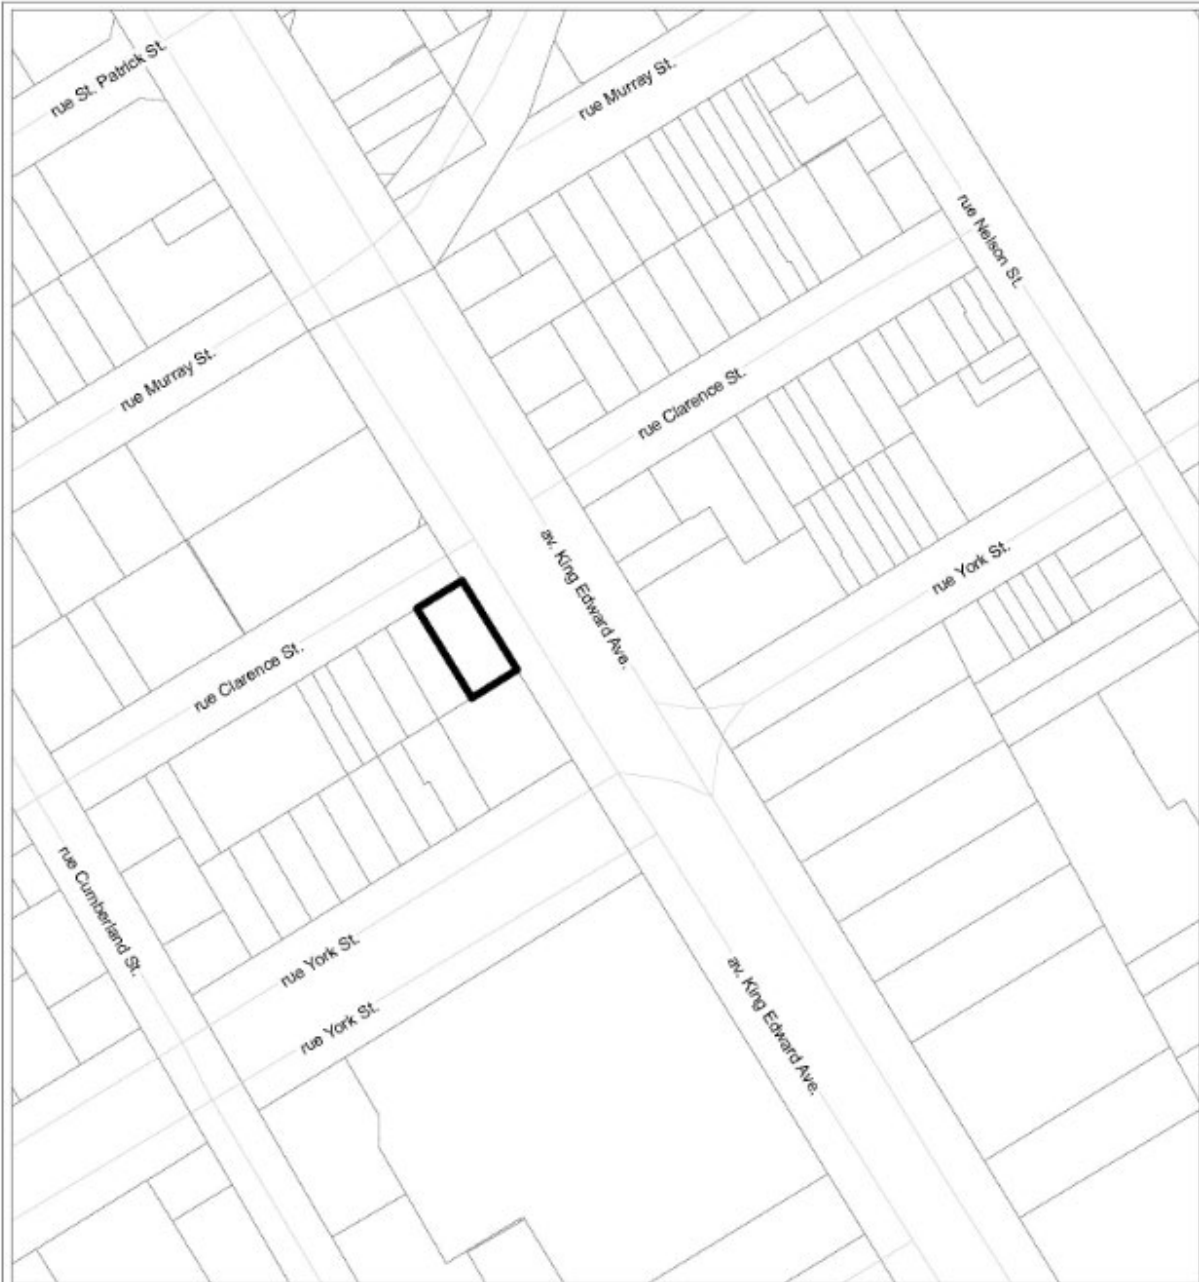 rue St. Patrick St.
rue Murray St.
rue Nelson St.
rue Murray St.
rue Clarence St.
av. King Edward Ave.
rue York St.
rue Clarence St.
rue Cumberland St.
rue York St.
av. King Edward Ave.
rue York St.